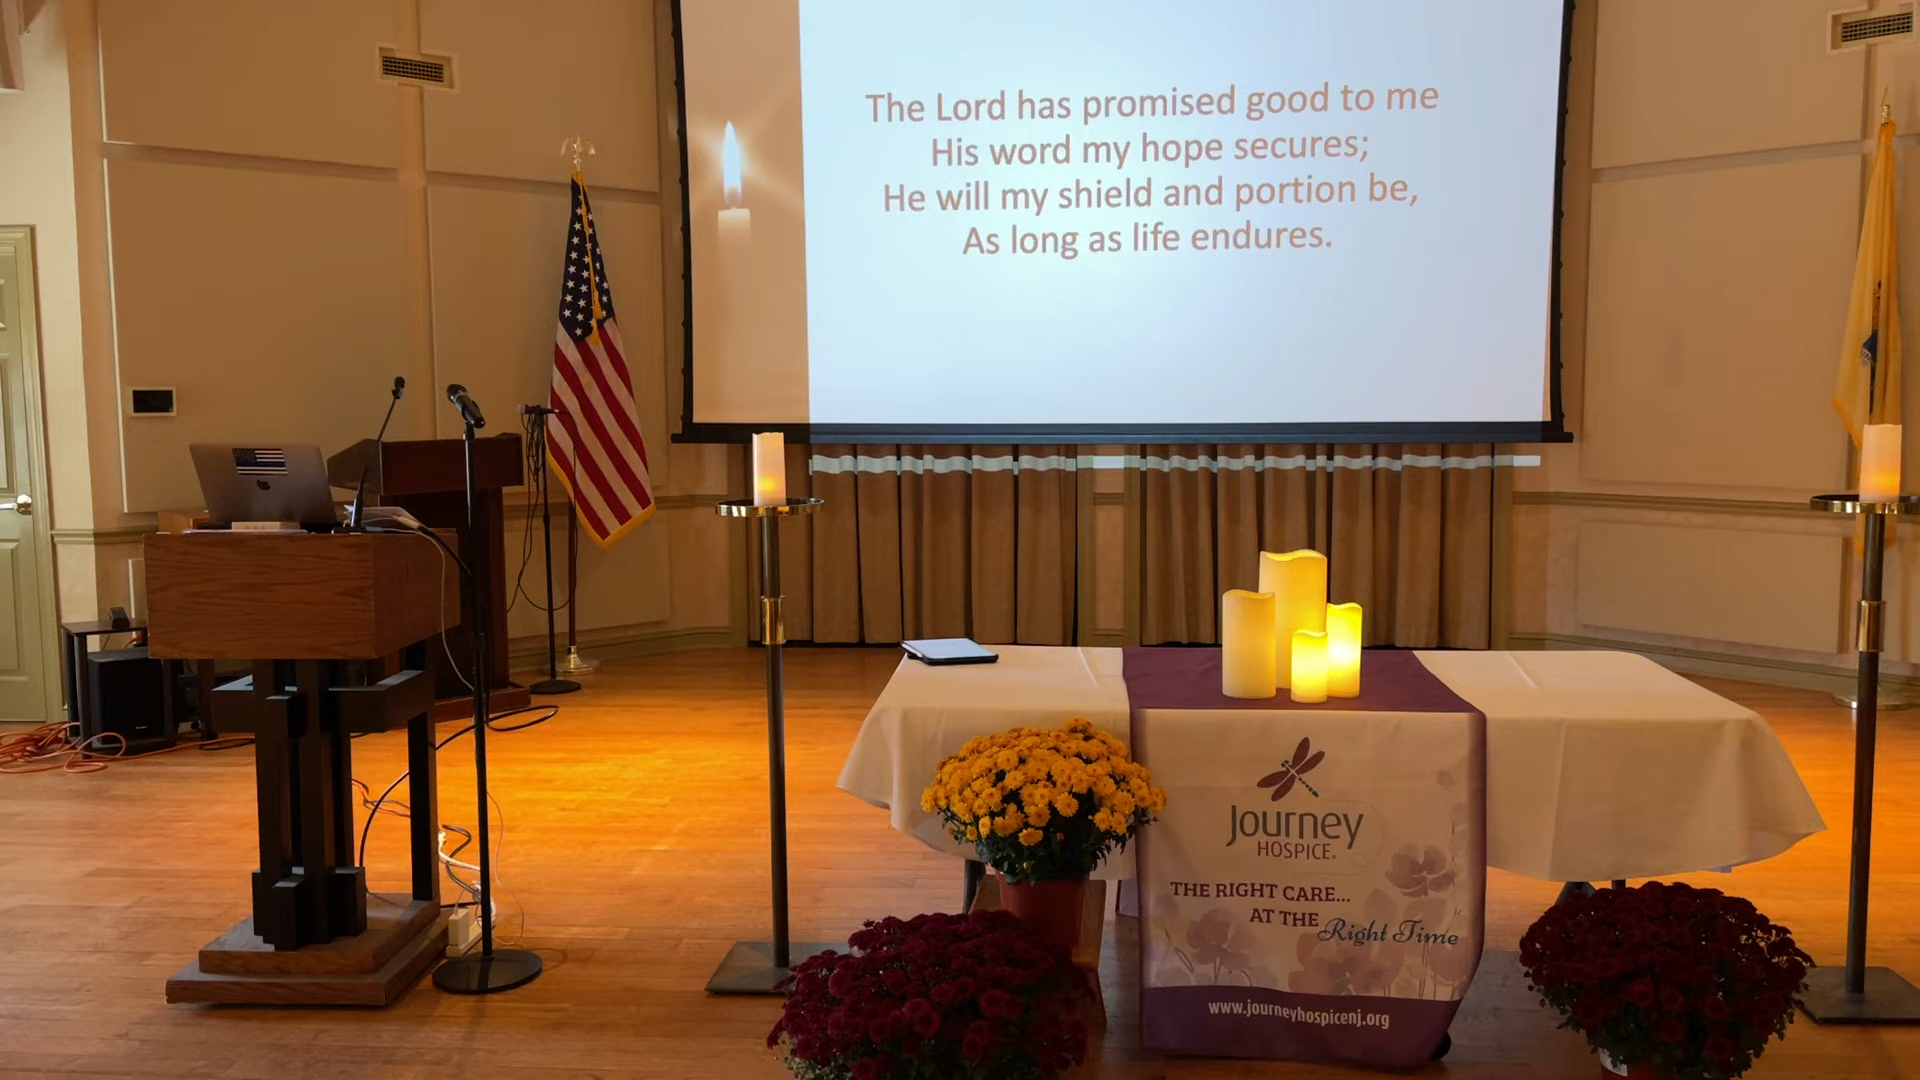 The Lord has promised good to me
His word my hope secures;
He will my shield and portion be,
As long as life endures.
Journey
HOSPICE®
THE RIGHT CARE...
AT THE Right Time
www.journeyhospicenj.org